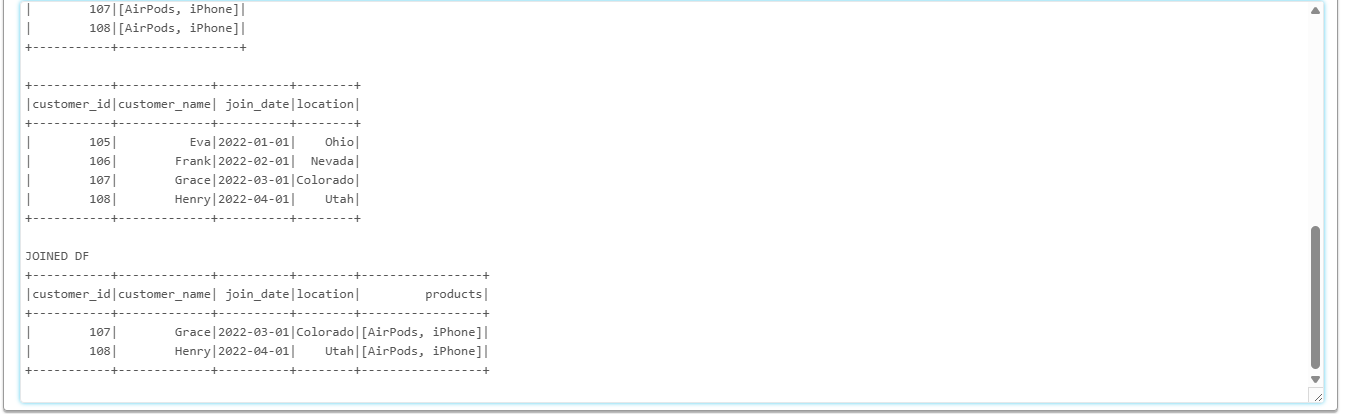 |        107|[AirPods, iPhone]|
|        108|[AirPods, iPhone]|
+-----------+-----------------+
+-----------+-------------+----------+--------+
|customer_id|customer_name| join_date|location|
+-----------+-------------+----------+--------+
|        105|          Eva|2022-01-01|    Ohio|
|        106|        Frank|2022-02-01|  Nevada|
|        107|        Grace|2022-03-01|Colorado|
|        108|        Henry|2022-04-01|    Utah|
+-----------+-------------+----------+--------+
JOINED DF
+-----------+-------------+----------+--------+-----------------+
|customer_id|customer_name| join_date|location|         products|
+-----------+-------------+----------+--------+-----------------+
|        107|        Grace|2022-03-01|Colorado|[AirPods, iPhone]|
|        108|        Henry|2022-04-01|    Utah|[AirPods, iPhone]|
+-----------+-------------+----------+--------+-----------------+